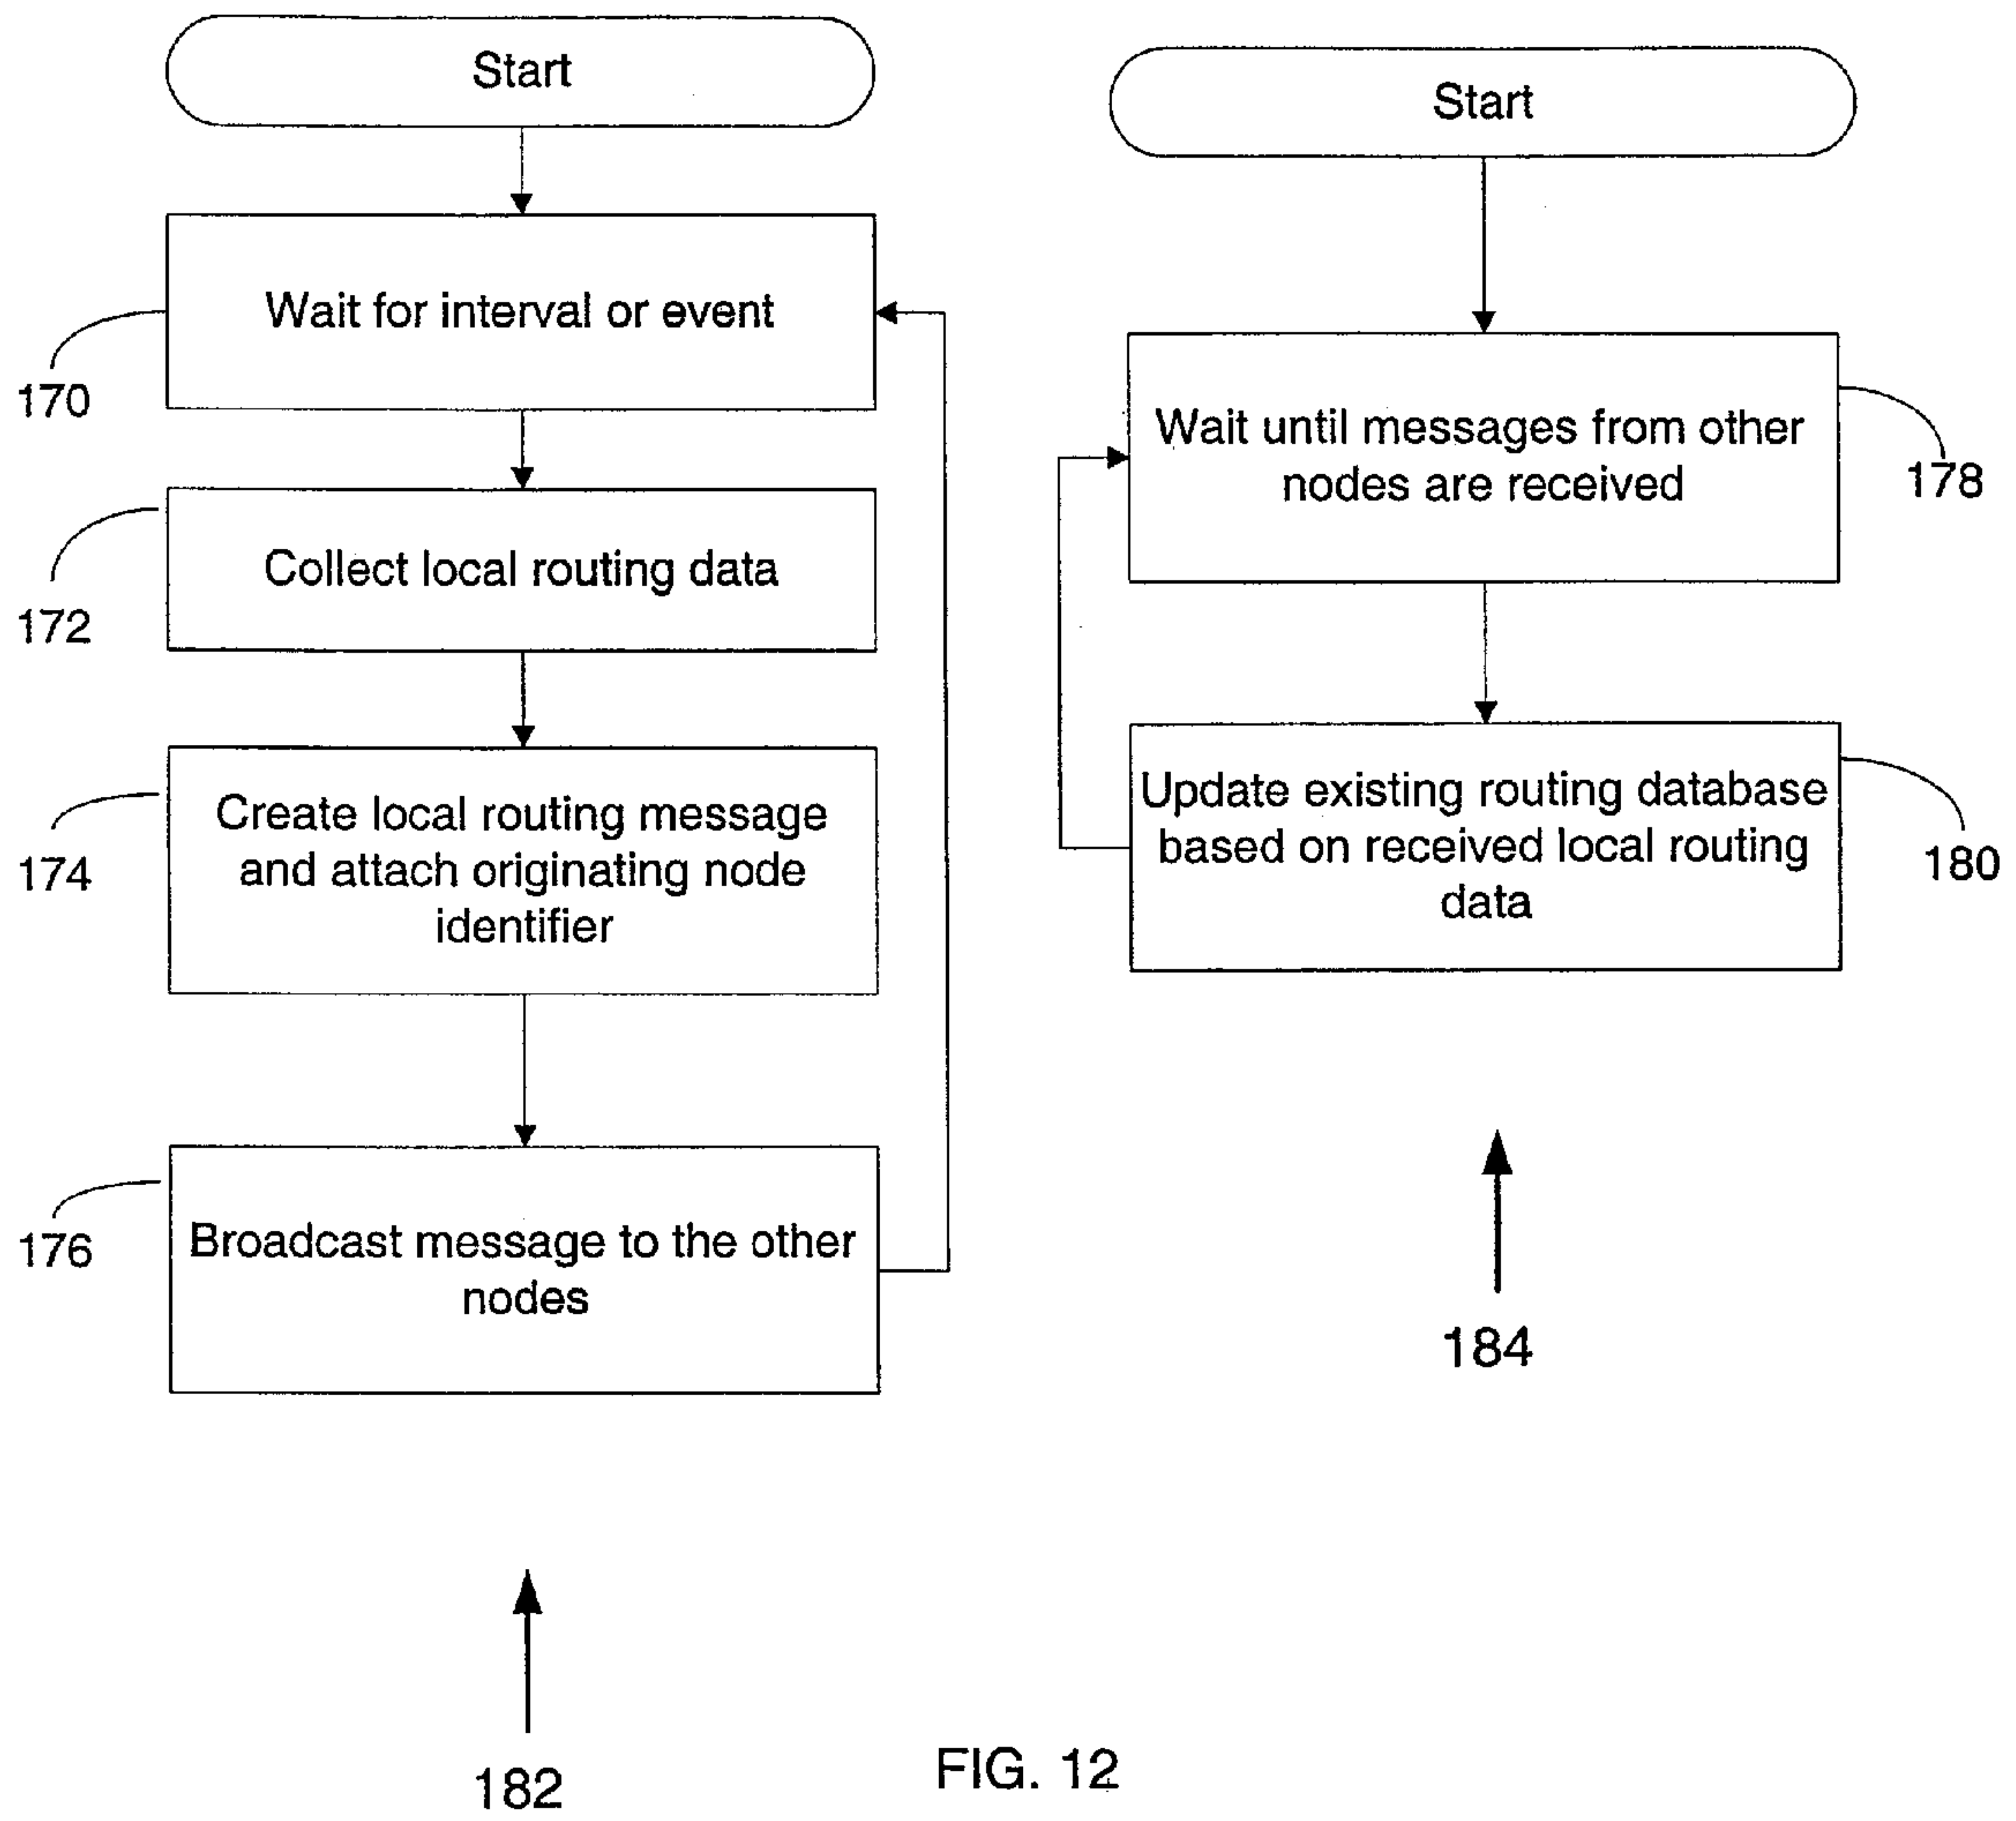 Start
Wait for interval or event
170
Collect local routing data
172
Create local routing message
and attach originating node
identifier
174
Broadcast message to the other
nodes
176
182
Start
Wait until messages from other
nodes are received
178
Update existing routing database
based on received local routing
data
180
184
FIG. 12